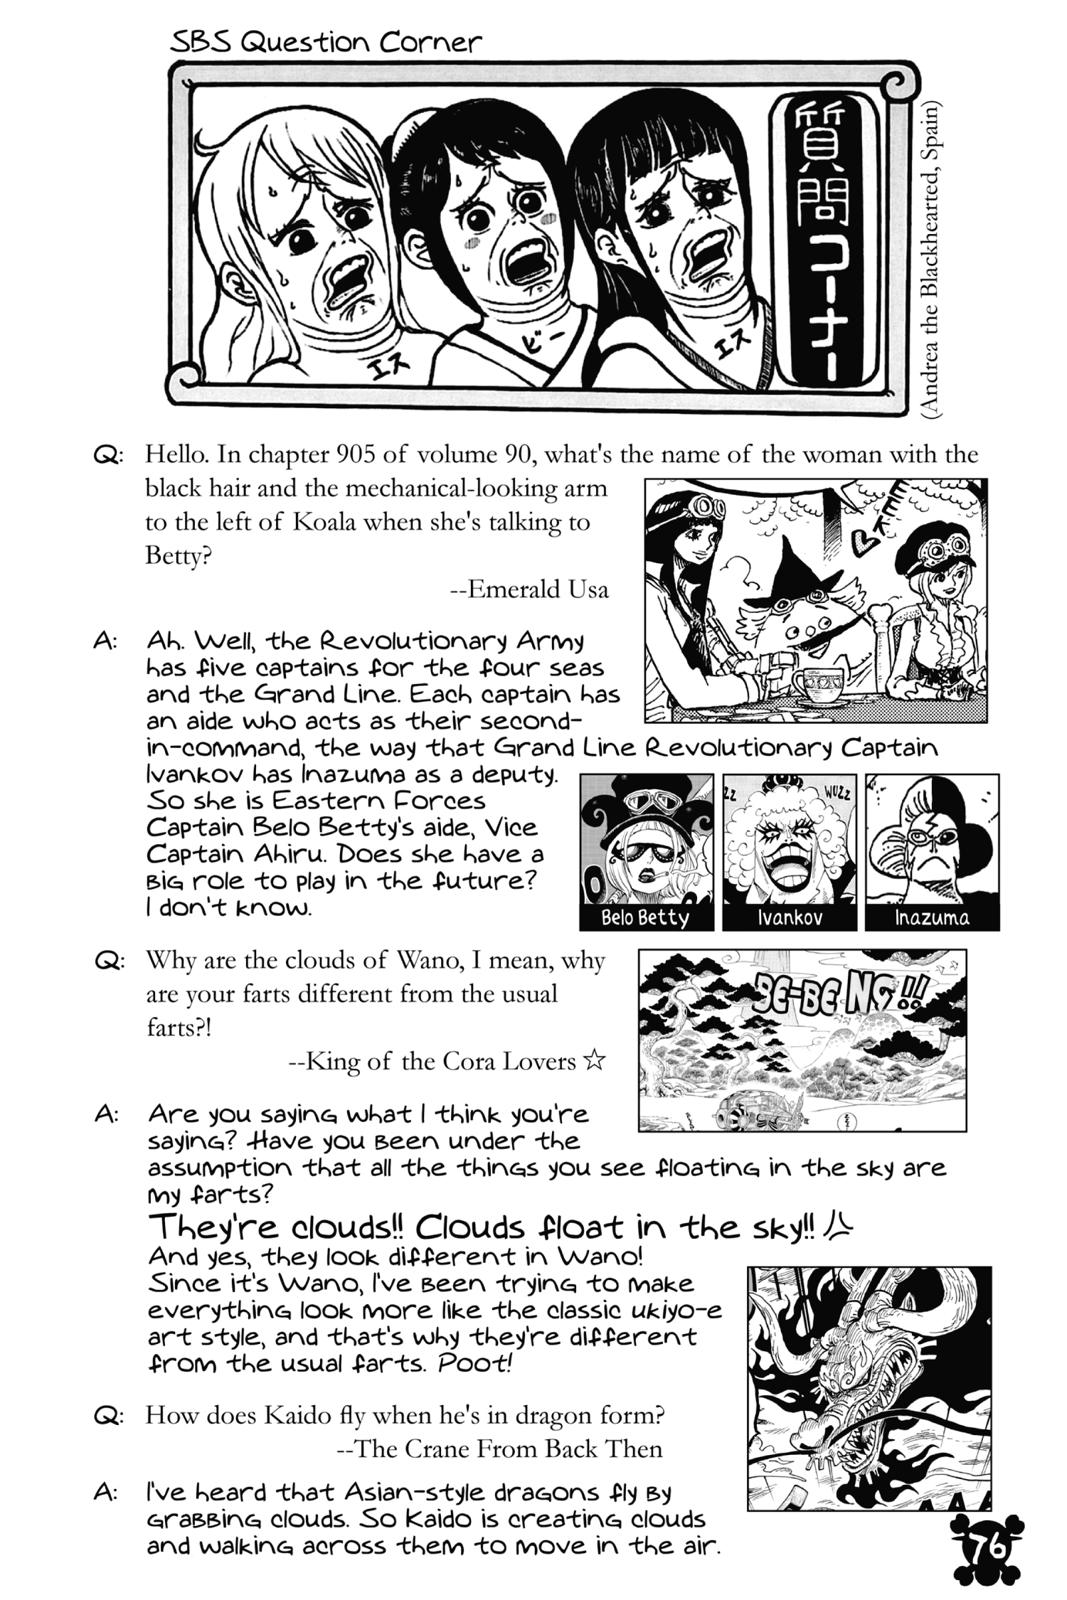 SBS Question Corner
質問コーナー
エス
ビー
エス
(Andrea the Blackhearted, Spain)
Q: Hello. In chapter 905 of volume 90, what's the name of the woman with the
black hair and the mechanical-looking arm
to the left of Koala when she's talking to
Betty?
--Emerald Usa
EEK♡
A: Ah. Well, the Revolutionary Army
has five captains for the four seas
and the Grand Line. Each captain has
an aide who acts as their second-
in-command, the way that Grand Line Revolutionary Captain
Ivankov has Inazuma as a deputy.
So she is Eastern Forces
Captain Belo Betty's aide, Vice
Captain Ahiru. Does she have a
big role to play in the future?
I don't know.
ZZ
WUZZ
Belo Betty
Ivankov
Inazuma
Q: Why are the clouds of Wano, I mean, why
are your farts different from the usual
farts?!
--King of the Cora Lovers ☆
BE-BENG!!
A: Are you saying what I think you're
saying? Have you been under the
assumption that all the things you see floating in the sky are
my farts?
They're clouds!! Clouds float in the sky!!
And yes, they look different in Wano!
Since it's Wano, I've been trying to make
everything look more like the classic ukiyo-e
art style, and that's why they're different
from the usual farts. Poot!
Q: How does Kaido fly when he's in dragon form?
--The Crane From Back Then
A: I've heard that Asian-style dragons fly by
grabbing clouds. So Kaido is creating clouds
and walking across them to move in the air.
AAA
76